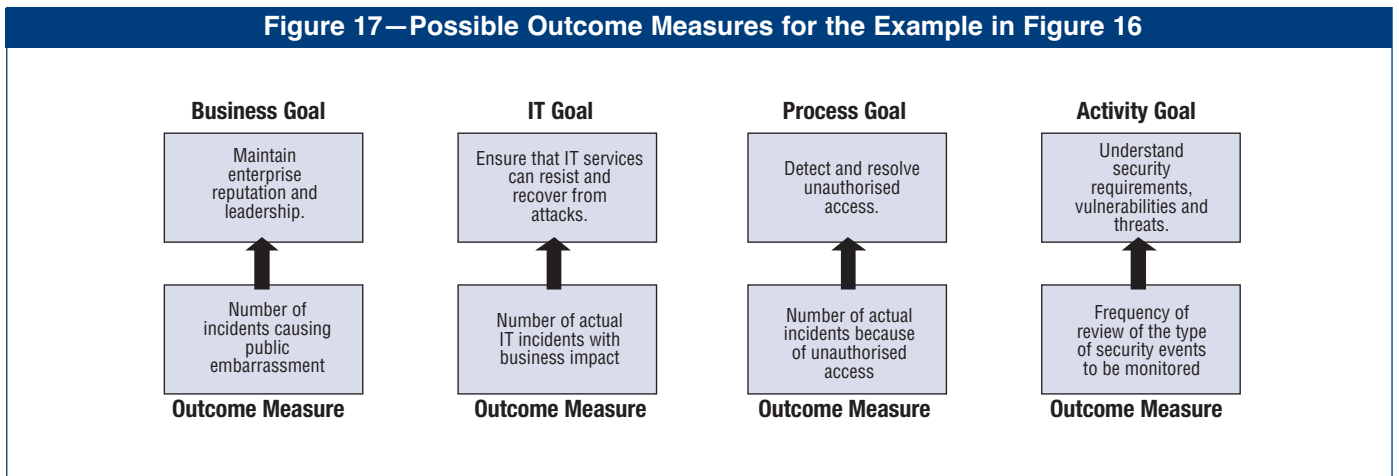 Figure 17—Possible Outcome Measures for the Example in Figure 16
Business Goal
Maintain
enterprise
reputation and
leadership.
Number of
incidents causing
public
embarrassment
Outcome Measure
IT Goal
Ensure that IT services
can resist and
recover from
attacks.
Number of actual
IT incidents with
business impact
Outcome Measure
Process Goal
Detect and resolve
unauthorised
access.
Number of actual
incidents because
of unauthorised
access
Outcome Measure
Activity Goal
Understand
security
requirements,
vulnerabilities and
threats.
Frequency of
review of the type
of security events
to be monitored
Outcome Measure